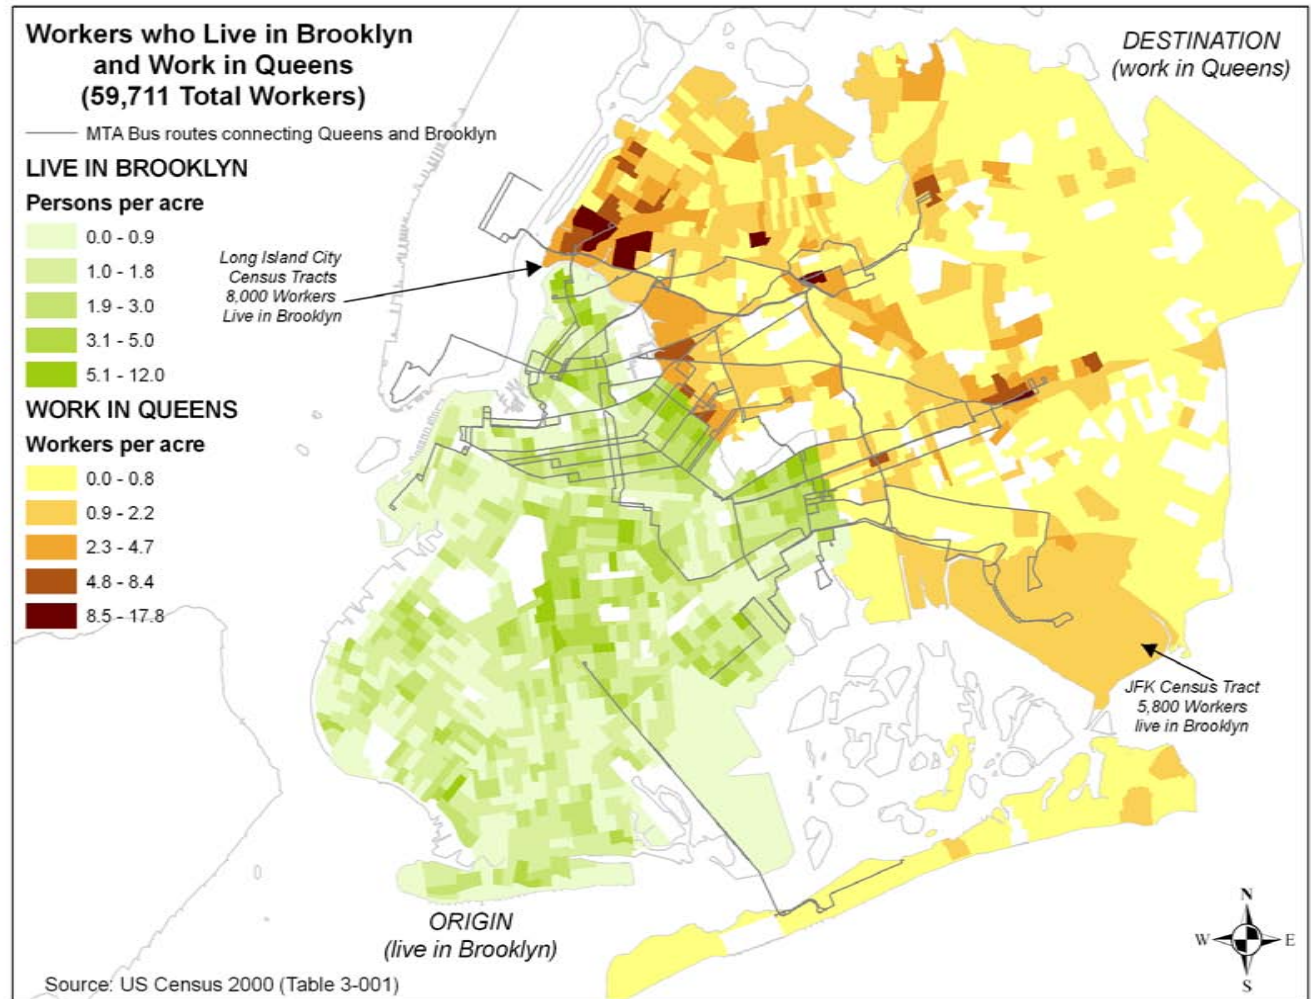 Workers who Live in Brooklyn
and Work in Queens
(59,711 Total Workers)
MTA Bus routes connecting Queens and Brooklyn
LIVE IN BROOKLYN
Persons per acre
0.0 - 0.9
1.0 - 1.8
1.9 - 3.0
3.1 - 5.0
5.1 - 12.0
WORK IN QUEENS
Workers per acre
0.0 - 0.8
0.9 - 2.2
2.3 - 4.7
4.8 - 8.4
8.5 - 17.8
Long Island City
Census Tracts
8,000 Workers
Live in Brooklyn
DESTINATION
(work in Queens)
JFK Census Tract
5,800 Workers
live in Brooklyn
ORIGIN
(live in Brooklyn)
N
W E
S
Source: US Census 2000 (Table 3-001)